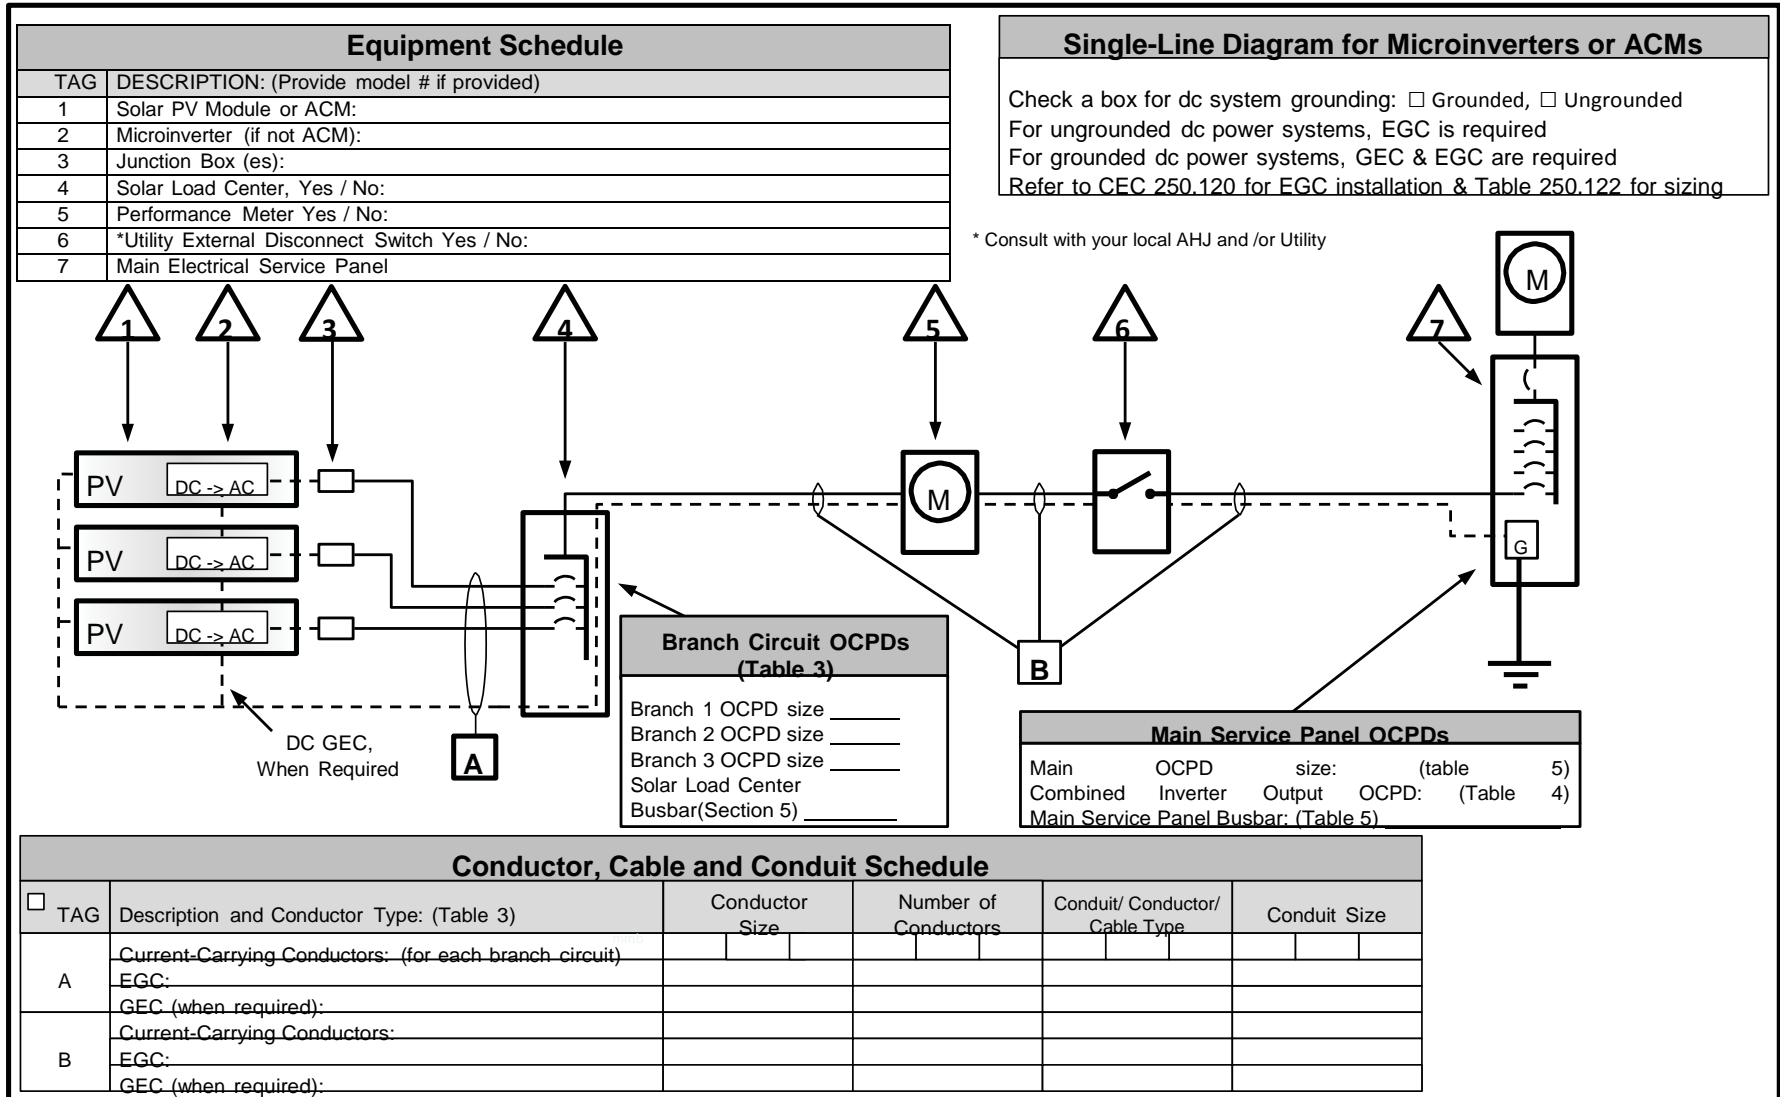 Equipment Schedule
TAG DESCRIPTION: (Provide model # if provided)
1 Solar PV Module or ACM:
2 Microinverter (if not ACM):
3 Junction Box (es):
4 Solar Load Center, Yes / No:
5 Performance Meter Yes / No:
6 *Utility External Disconnect Switch Yes / No:
7 Main Electrical Service Panel
Single-Line Diagram for Microinverters or ACMs
Check a box for dc system grounding: ☐ Grounded, ☐ Ungrounded
For ungrounded dc power systems, EGC is required
For grounded dc power systems, GEC & EGC are required
Refer to CEC 250.120 for EGC installation & Table 250.122 for sizing
* Consult with your local AHJ and /or Utility
M
1 2 3 4 5 6 7
PV DC -> AC
M
PV DC -> AC
G
PV DC -> AC
DC GEC,
When Required
A
B
Branch Circuit OCPDs
(Table 3)
Branch 1 OCPD size ______
Branch 2 OCPD size ______
Branch 3 OCPD size ______
Solar Load Center
Busbar(Section 5) ________
Main Service Panel OCPDs
Main OCPD size: (table 5)
Combined Inverter Output OCPD: (Table 4)
Main Service Panel Busbar: (Table 5)________________
Conductor, Cable and Conduit Schedule
☐ TAG Description and Conductor Type: (Table 3) Conductor Size Number of Conductors Conduit/ Conductor/ Cable Type Conduit Size
A
Current-Carrying Conductors: (for each branch circuit)
EGC:
GEC (when required):
B
Current-Carrying Conductors:
EGC:
GEC (when required):